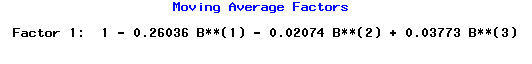 Moving Average Factors
Factor 1:  1 - 0.26036 B**(1) - 0.02074 B**(2) + 0.03773 B**(3)